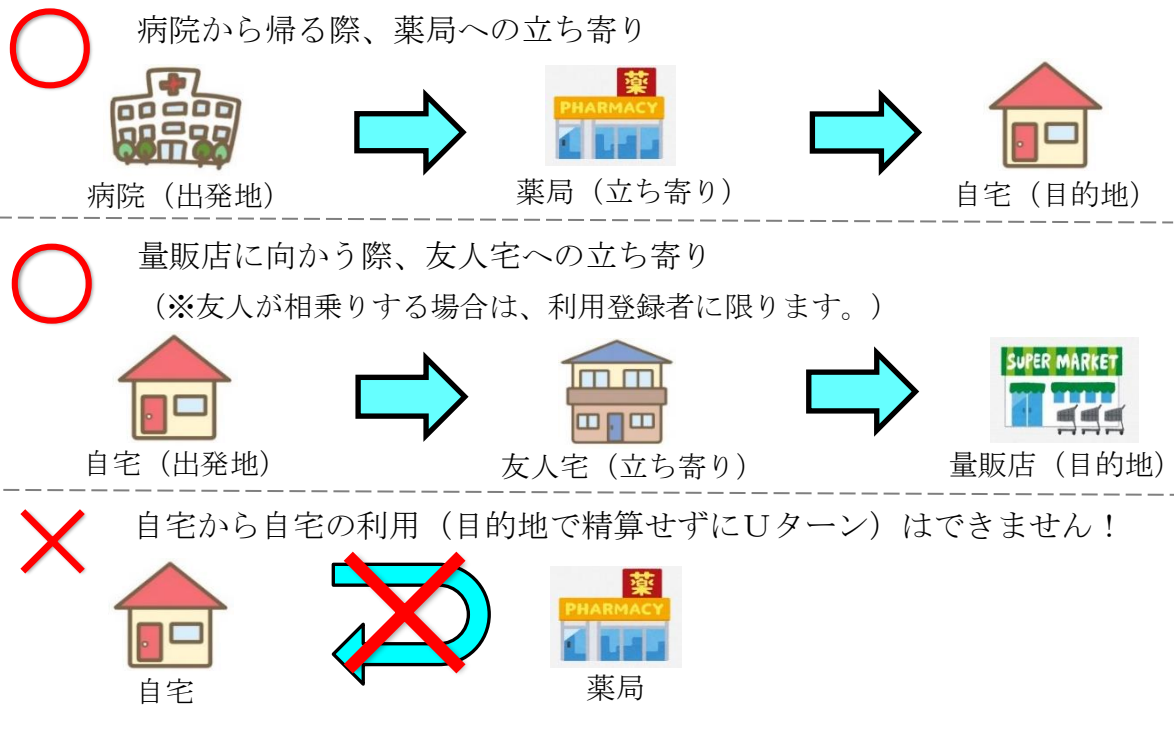 病院から帰る際、薬局への立ち寄り
薬
PHARMACY
病院（出発地）
薬局（立ち寄り）
自宅（目的地）
量販店に向かう際、友人宅への立ち寄り
（※友人が相乗りする場合は、利用登録者に限ります。）
SUPER MARKET
自宅（出発地）
友人宅（立ち寄り）
量販店（目的地）
自宅から自宅の利用（目的地で精算せずにＵターン）はできません！
薬
PHARMACY
自宅
薬局